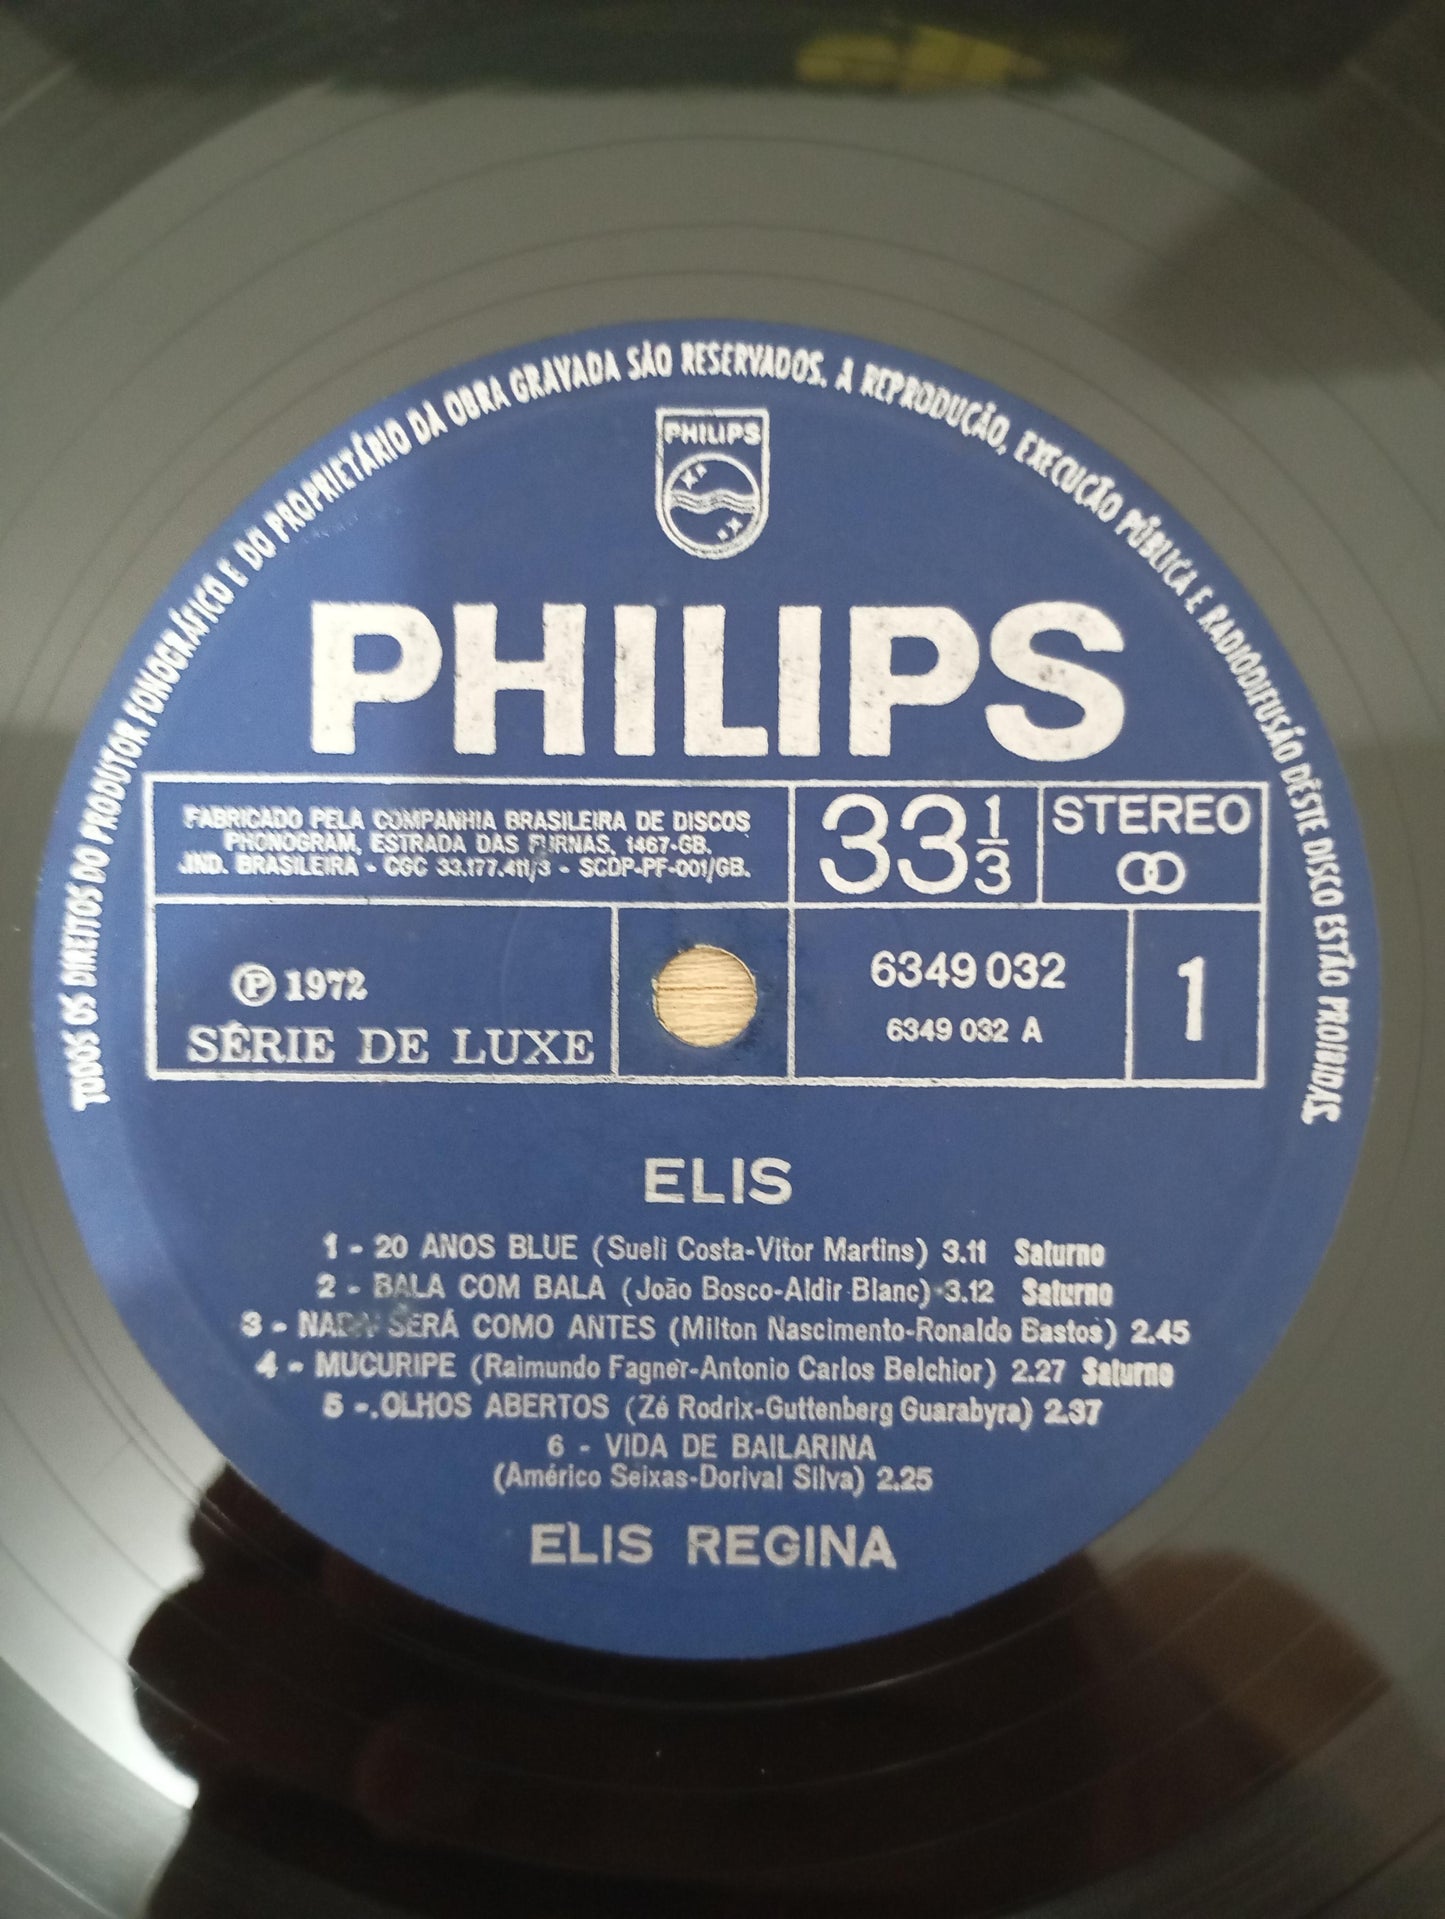 TODOS OS DIREITOS DO PRODUTOR FONOGRÁFICO E DO PROPRIETÁRIO DA OBRA GRAVADA SÃO RESERVADOS. A REPRODUÇÃO, EXECUÇÃO PÚBLICA E RADIODIFUSÃO DÊSTE DISCO ESTÃO PROIBIDAS.
PHILIPS
PHILIPS
FABRICADO PELA COMPANHIA BRASILEIRA DE DISCOS
PHONOGRAM, ESTRADA DAS FURNAS, 1467-GB.
IND. BRASILEIRA - CGC 33.177.411/3 - SCDP-PF-001/GB.
33 1/3
STEREO
Ⓟ 1972
SÉRIE DE LUXE
6349 032
6349 032 A
1
ELIS
1 - 20 ANOS BLUE (Sueli Costa-Vitor Martins) 3.11 Saturno
2 - BALA COM BALA (João Bosco-Aldir Blanc) 3.12 Saturno
3 - NADA SERÁ COMO ANTES (Milton Nascimento-Ronaldo Bastos) 2.45
4 - MUCURIPE (Raimundo Fagner-Antonio Carlos Belchior) 2.27 Saturno
5 -.OLHOS ABERTOS (Zé Rodrix-Guttenberg Guarabyra) 2.37
6 - VIDA DE BAILARINA
(Américo Seixas-Dorival Silva) 2.25
ELIS REGINA